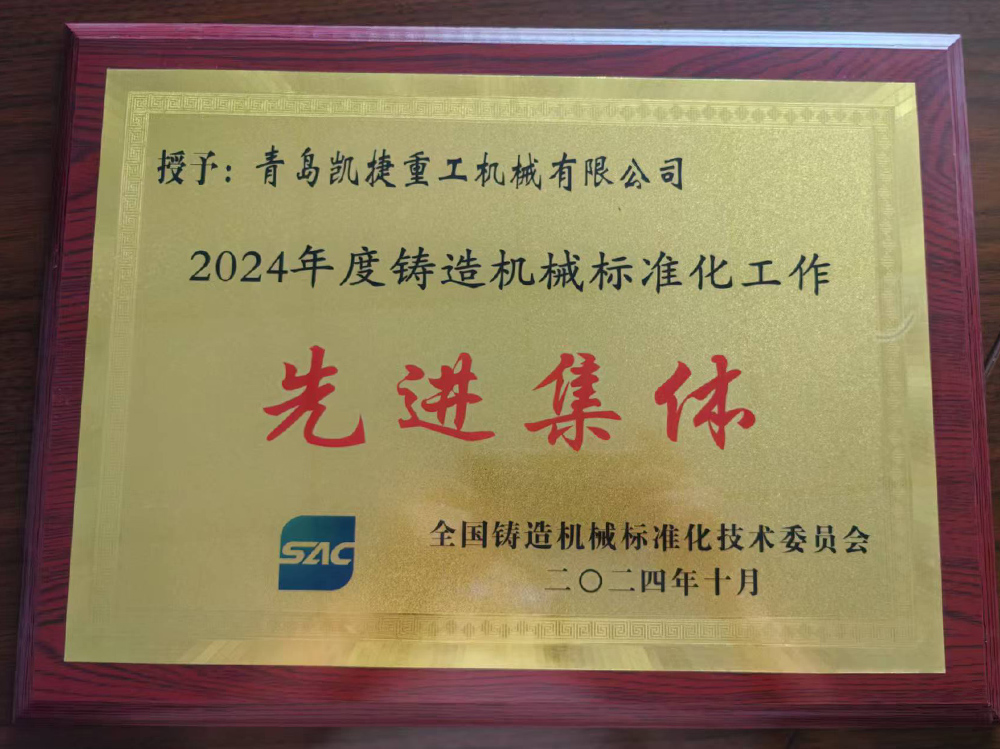 授予：青岛凯捷重工机械有限公司
2024年度铸造机械标准化工作
先进集体
SAC
全国铸造机械标准化技术委员会
二〇二四年十月